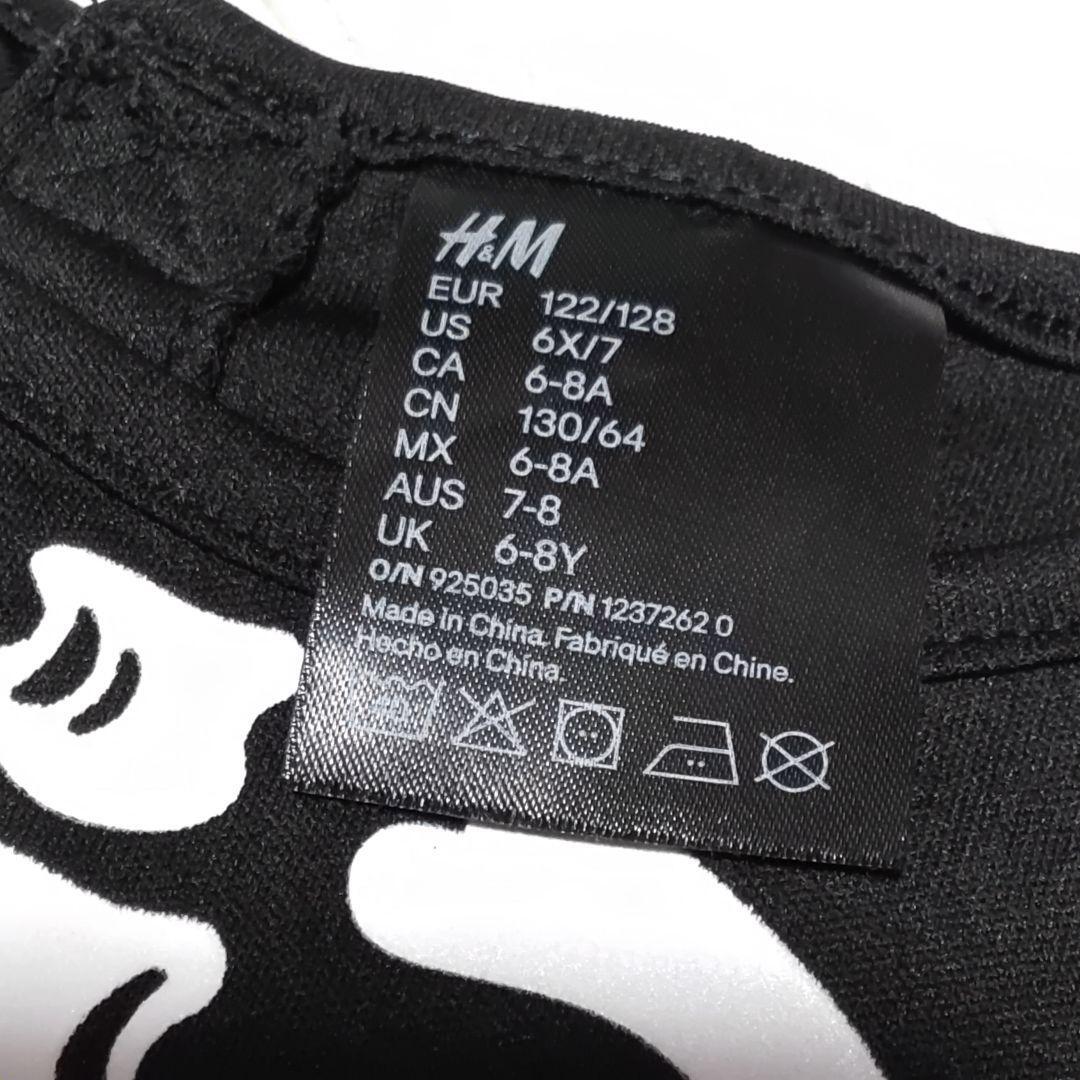 H&M
EUR 122/128
US 6X/7
CA 6-8A
CN 130/64
MX 6-8A
AUS 7-8
UK 6-8Y
O/N 925035 P/N 1237262 0
Made in China. Fabriqué en Chine.
Hecho en China.